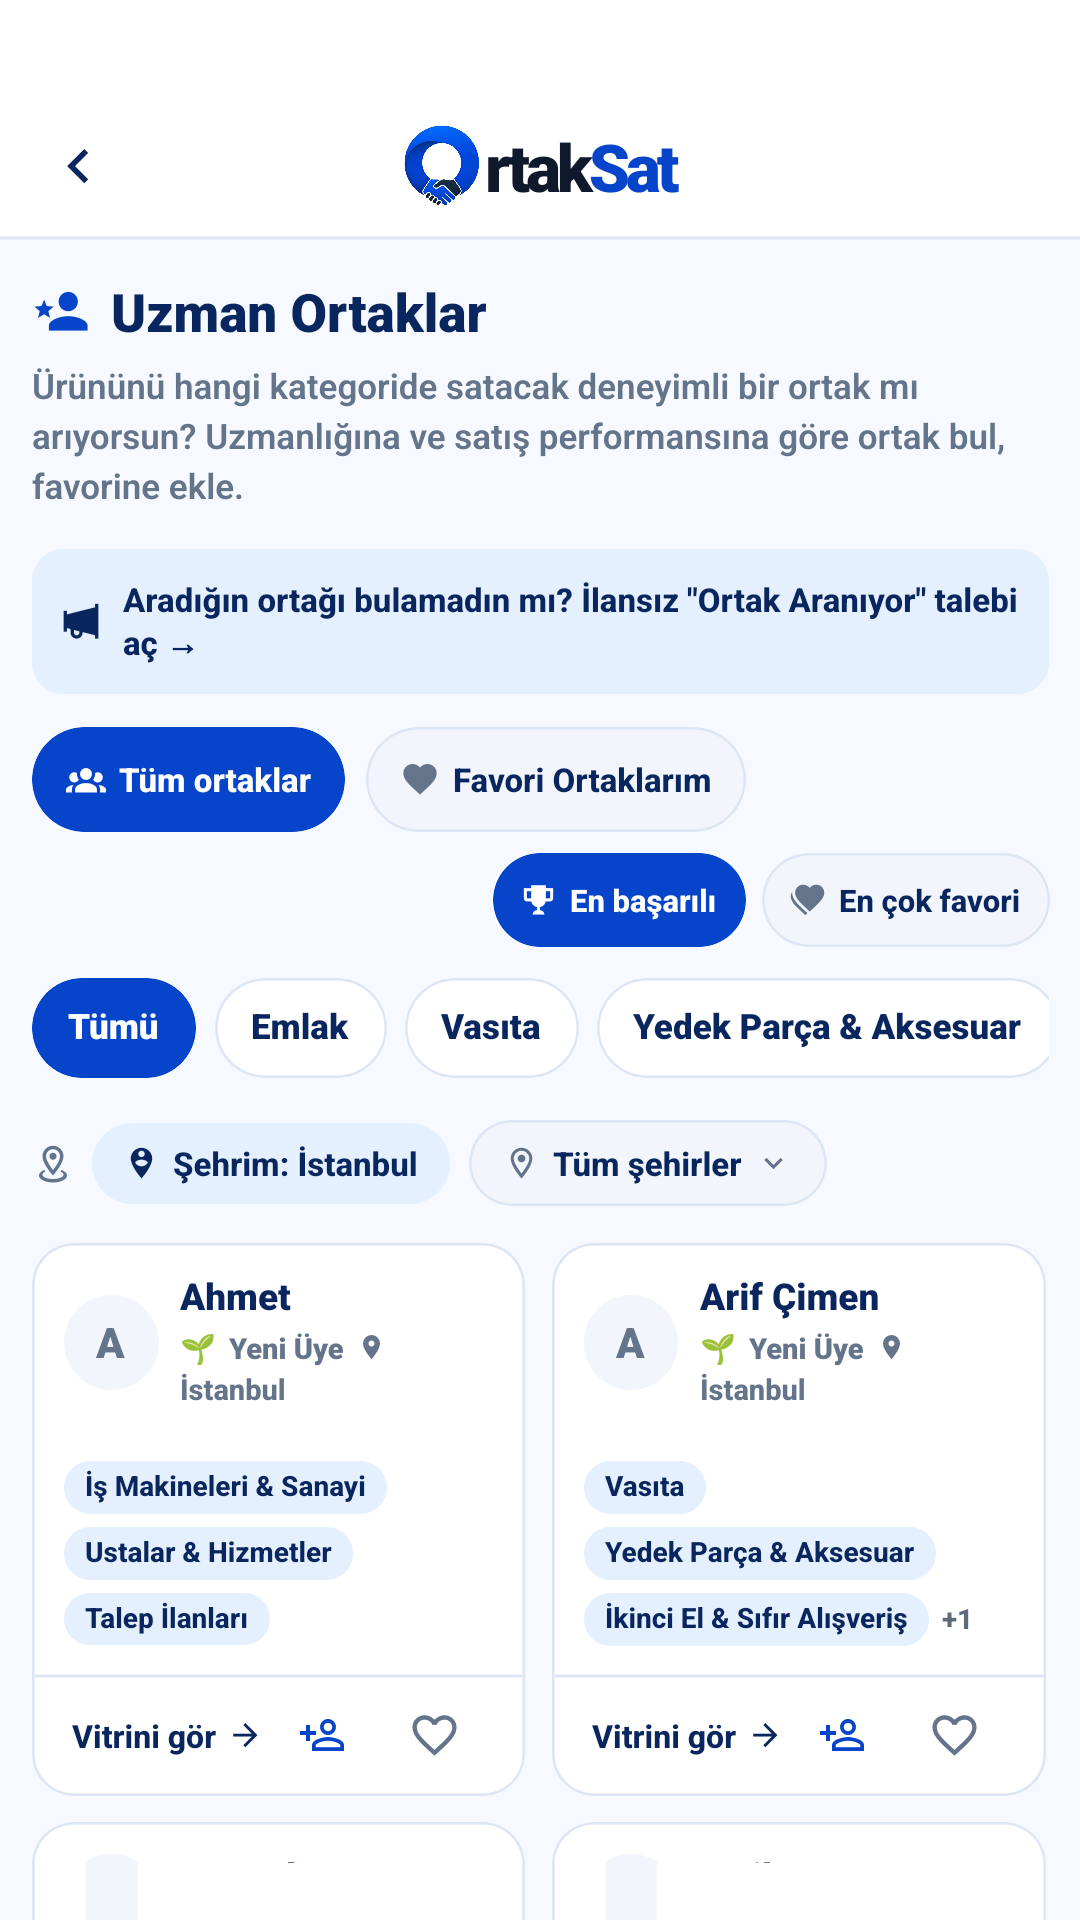 OrtakSat
Uzman Ortaklar
Ürününü hangi kategoride satacak deneyimli bir ortak mı
arıyorsun? Uzmanlığına ve satış performansına göre ortak bul,
favorine ekle.
Aradığın ortağı bulamadın mı? İlansız "Ortak Aranıyor" talebi
aç →
Tüm ortaklar
Favori Ortaklarım
En başarılı
En çok favori
Tümü
Emlak
Vasıta
Yedek Parça & Aksesuar
Şehrim: İstanbul
Tüm şehirler
A
Ahmet
Yeni Üye
İstanbul
İş Makineleri & Sanayi
Ustalar & Hizmetler
Talep İlanları
Vitrini gör →
A
Arif Çimen
Yeni Üye
İstanbul
Vasıta
Yedek Parça & Aksesuar
İkinci El & Sıfır Alışveriş +1
Vitrini gör →